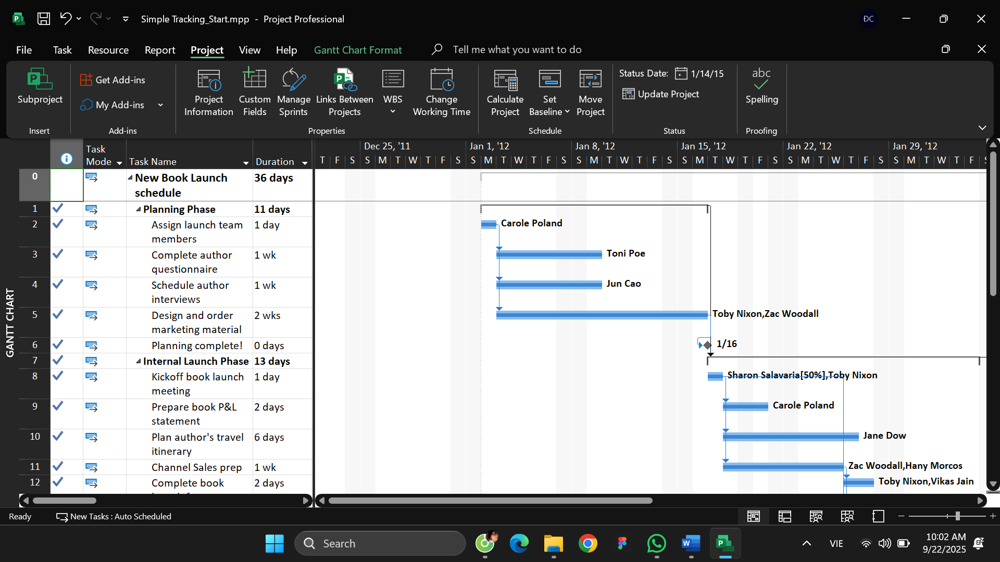 Simple Tracking_Start.mpp - Project Professional
ĐC
File Task Resource Report Project View Help Gantt Chart Format Tell me what you want to do
Subproject
Insert
Get Add-ins
My Add-ins
Add-ins
Project Information
Custom Fields
Manage Sprints
Links Between Projects
WBS
Change Working Time
Properties
Calculate Project
Set Baseline
Move Project
Schedule
Status Date: 1/14/15
Update Project
Status
abc
Spelling
Proofing
GANTT CHART
Task Mode Task Name Duration
Dec 25, '11 Jan 1, '12 Jan 8, '12 Jan 15, '12 Jan 22, '12 Jan 29, '12
T F S S M T W T F S S M T W T F S S M T W T F S S M T W T F S S M T W T F S S M T W T F S
0 New Book Launch schedule 36 days
1 Planning Phase 11 days
2 Assign launch team members 1 day Carole Poland
3 Complete author questionnaire 1 wk Toni Poe
4 Schedule author interviews 1 wk Jun Cao
5 Design and order marketing material 2 wks Toby Nixon,Zac Woodall
6 Planning complete! 0 days 1/16
7 Internal Launch Phase 13 days
8 Kickoff book launch meeting 1 day Sharon Salavaria[50%],Toby Nixon
9 Prepare book P&L statement 2 days Carole Poland
10 Plan author's travel itinerary 6 days Jane Dow
11 Channel Sales prep 1 wk Zac Woodall,Hany Morcos
12 Complete book 2 days Toby Nixon,Vikas Jain
Ready New Tasks : Auto Scheduled
Search
VIE
10:02 AM
9/22/2025